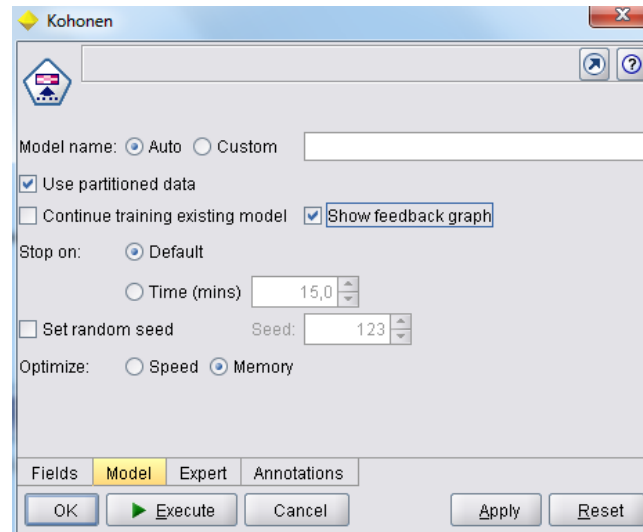 Kohonen
Model name: Auto Custom
Use partitioned data
Continue training existing model Show feedback graph
Stop on: Default
Time (mins) 15,0
Set random seed Seed: 123
Optimize: Speed Memory
Fields Model Expert Annotations
OK Execute Cancel Apply Reset